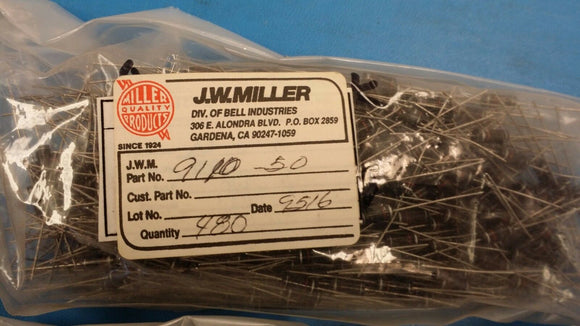 MILLER
QUALITY
PRODUCTS
SINCE 1924
J.W.MILLER
DIV. OF BELL INDUSTRIES
306 E. ALONDRA BLVD. P.O. BOX 2859
GARDENA, CA 90247-1059
J.W.M.
Part No. 9110-50
Cust. Part No.
Lot No. Date 9516
Quantity 480